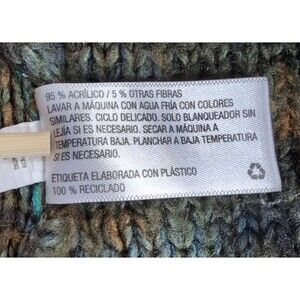 95 % ACRÍLICO / 5 % OTRAS FIBRAS
LAVAR A MÁQUINA CON AGUA FRÍA CON COLORES
SIMILARES. CICLO DELICADO. SOLO BLANQUEADOR SIN
LEJÍA SI ES NECESARIO. SECAR A MÁQUINA A
TEMPERATURA BAJA. PLANCHAR A BAJA TEMPERATURA
SI ES NECESARIO.
ETIQUETA ELABORADA CON PLÁSTICO
100 % RECICLADO